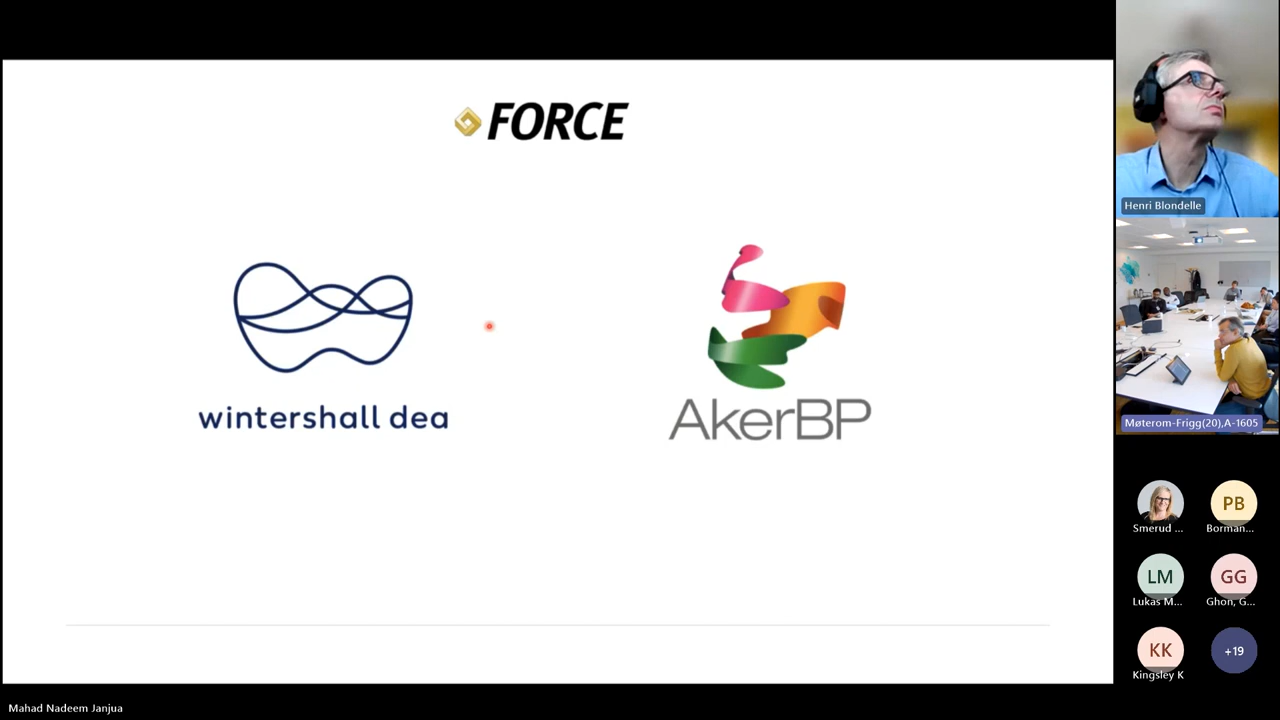 FORCE
wintershall dea
AkerBP
Henri Blondelle
Møterom-Frigg(20),A-1605
Smerud ...
PB
Borman...
LM
Lukas M...
GG
Ghon, G...
KK
Kingsley K
+19
Mahad Nadeem Janjua